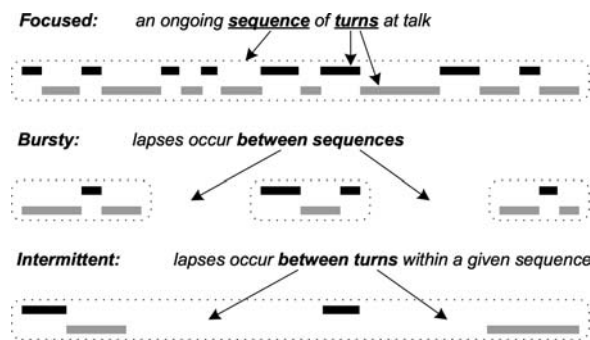 Focused: an ongoing sequence of turns at talk
Bursty: lapses occur between sequences
Intermittent: lapses occur between turns within a given sequence